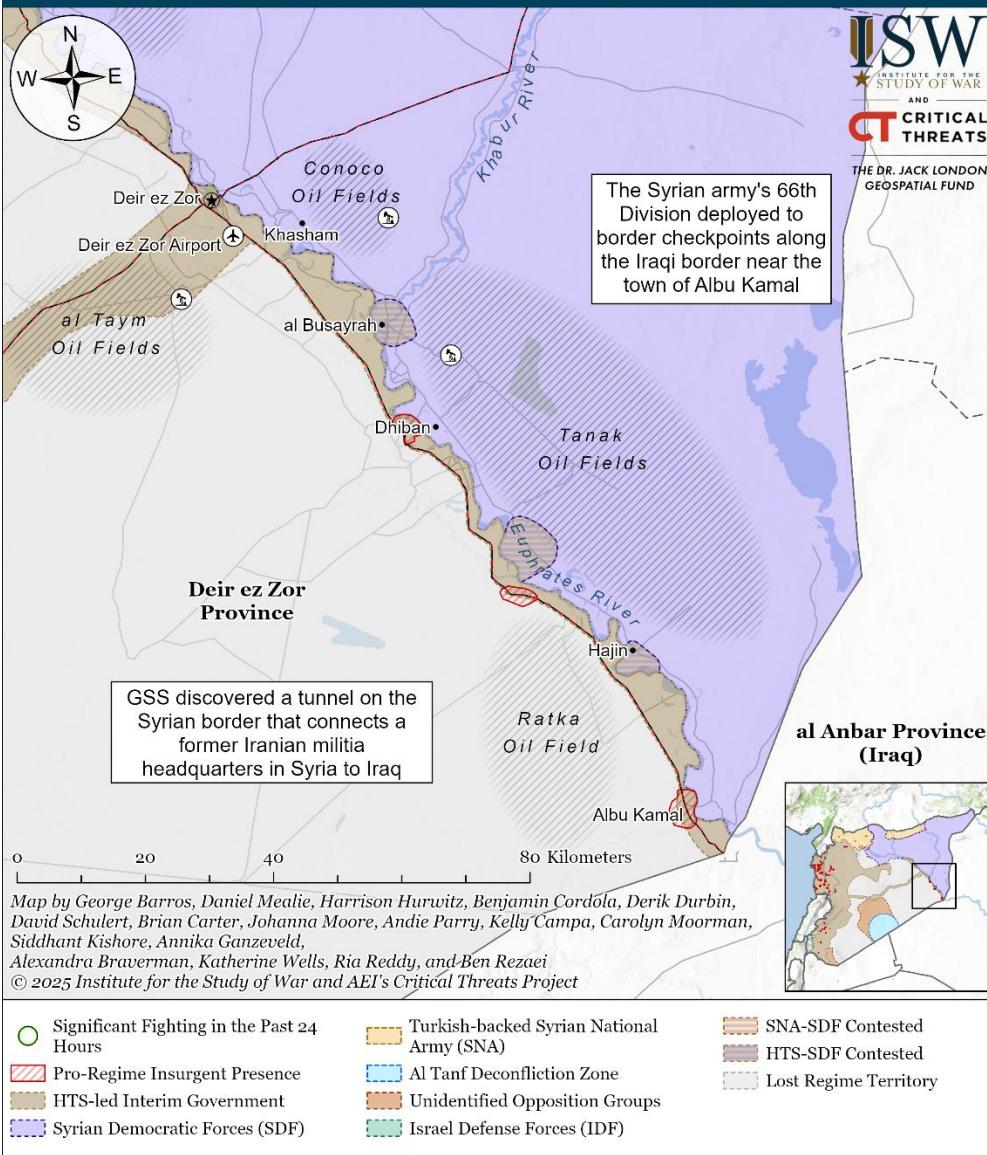 N
W
E
S
ISW
INSTITUTE FOR THE
STUDY OF WAR
AND
CT CRITICAL
THREATS
THE DR. JACK LONDON
GEOSPATIAL FUND
Khabur River
Conoco
Oil Fields
Deir ez Zor
Khasham
Deir ez Zor Airport
The Syrian army's 66th
Division deployed to
border checkpoints along
the Iraqi border near the
town of Albu Kamal
al Taym
Oil Fields
al Busayrah
Dhiban
Tanak
Oil Fields
Euphrates River
Deir ez Zor
Province
Hajin
GSS discovered a tunnel on the
Syrian border that connects a
former Iranian militia
headquarters in Syria to Iraq
Ratka
Oil Field
al Anbar Province
(Iraq)
Albu Kamal
0 20 40 80 Kilometers
Map by George Barros, Daniel Mealie, Harrison Hurwitz, Benjamin Cordola, Derik Durbin,
David Schulert, Brian Carter, Johanna Moore, Andie Parry, Kelly Campa, Carolyn Moorman,
Siddhant Kishore, Annika Ganzeveld,
Alexandra Braverman, Katherine Wells, Ria Reddy, and Ben Rezaei
© 2025 Institute for the Study of War and AEI's Critical Threats Project
Significant Fighting in the Past 24
Hours
Pro-Regime Insurgent Presence
HTS-led Interim Government
Syrian Democratic Forces (SDF)
Turkish-backed Syrian National
Army (SNA)
Al Tanf Deconfliction Zone
Unidentified Opposition Groups
Israel Defense Forces (IDF)
SNA-SDF Contested
HTS-SDF Contested
Lost Regime Territory